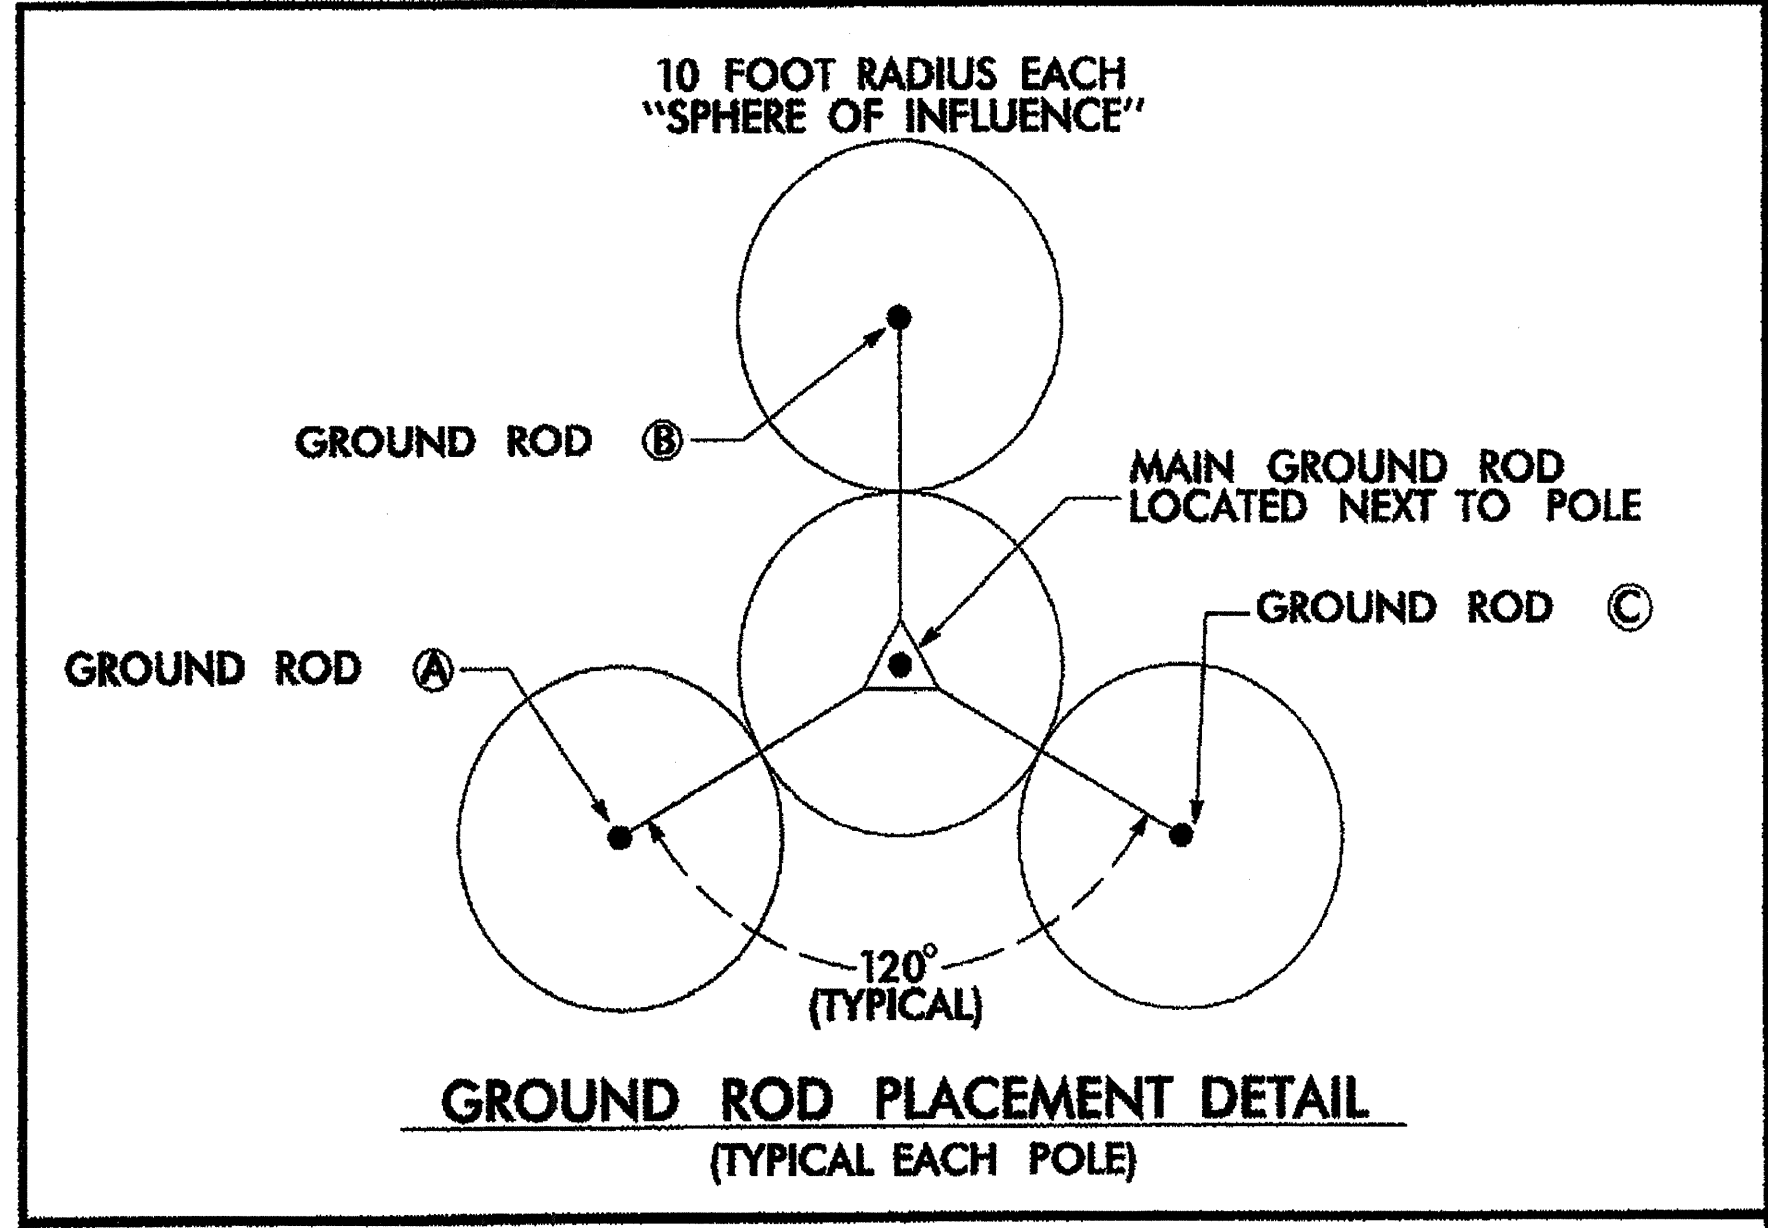 10 FOOT RADIUS EACH
"SPHERE OF INFLUENCE"
GROUND ROD Ⓑ
MAIN GROUND ROD
LOCATED NEXT TO POLE
GROUND ROD Ⓒ
GROUND ROD Ⓐ
120°
(TYPICAL)
GROUND ROD PLACEMENT DETAIL
(TYPICAL EACH POLE)